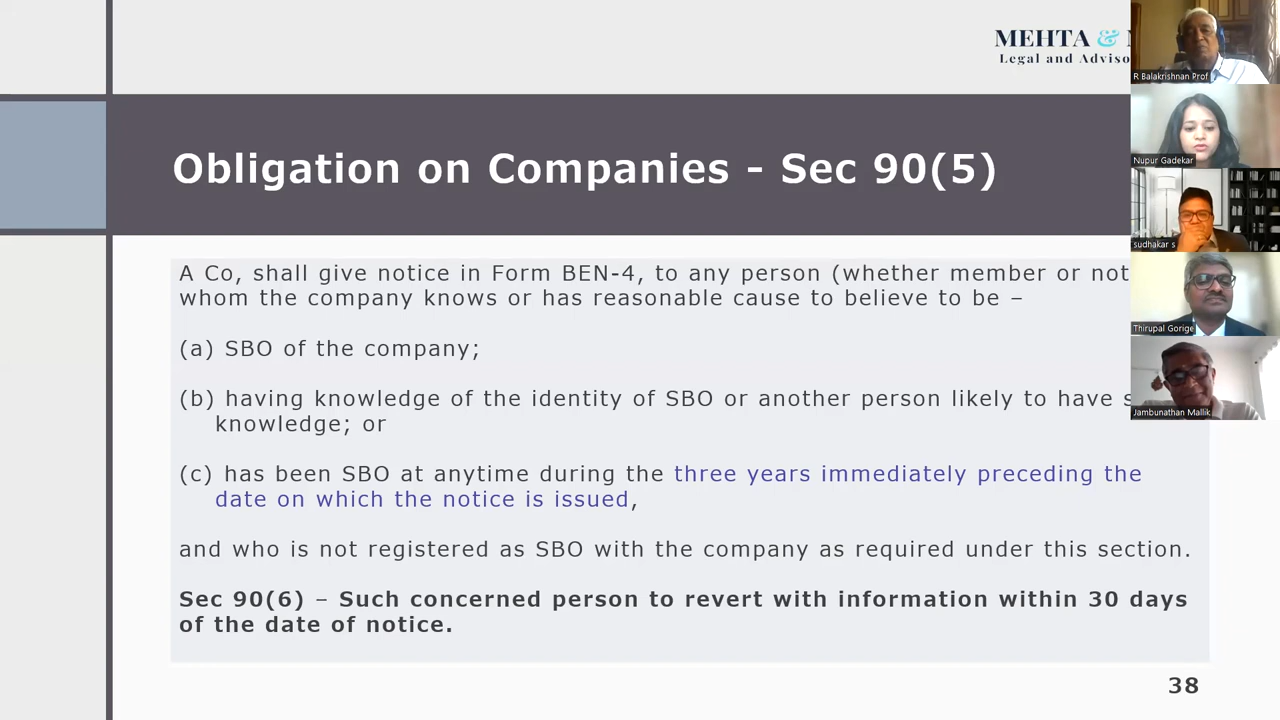 MEHTA &
Legal and Adviso
R Balakrishnan Prof
Nupur Gadekar
sudhakar s
Thirupal Gorige
Jambunathan Mallik
Obligation on Companies - Sec 90(5)
A Co, shall give notice in Form BEN-4, to any person (whether member or not
whom the company knows or has reasonable cause to believe to be –
(a) SBO of the company;
(b) having knowledge of the identity of SBO or another person likely to have
knowledge; or
(c) has been SBO at anytime during the three years immediately preceding the
date on which the notice is issued,
and who is not registered as SBO with the company as required under this section.
Sec 90(6) – Such concerned person to revert with information within 30 days
of the date of notice.
38